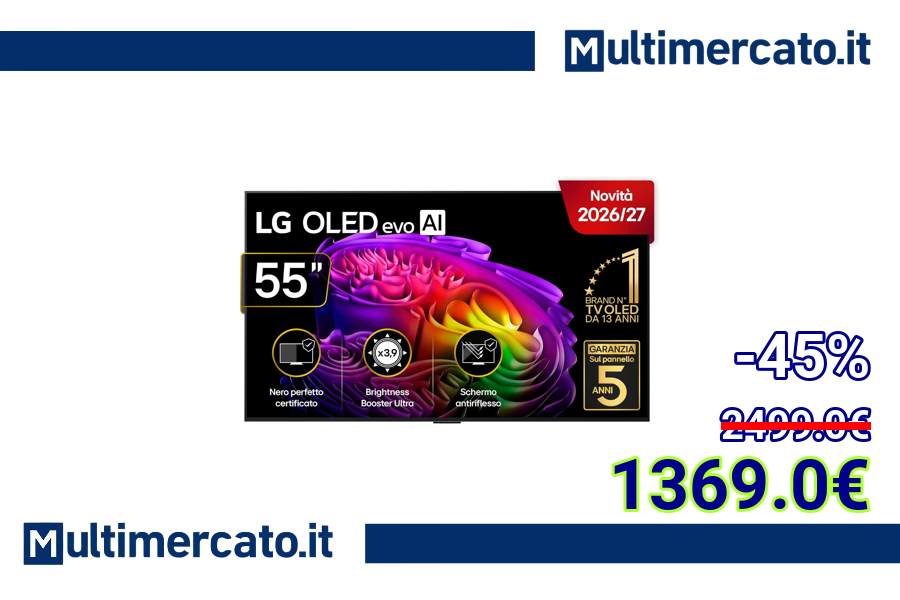 Multimercato.it
Novità
2026/27
LG OLED evo AI
55"
1
BRAND N°
TV OLED
DA 13 ANNI
x3,9
GARANZIA
Sul pannello
5
ANNI
Nero perfetto
certificato
Brightness
Booster Ultra
Schermo
antiriflesso
-45%
2499.0€
1369.0€
Multimercato.it